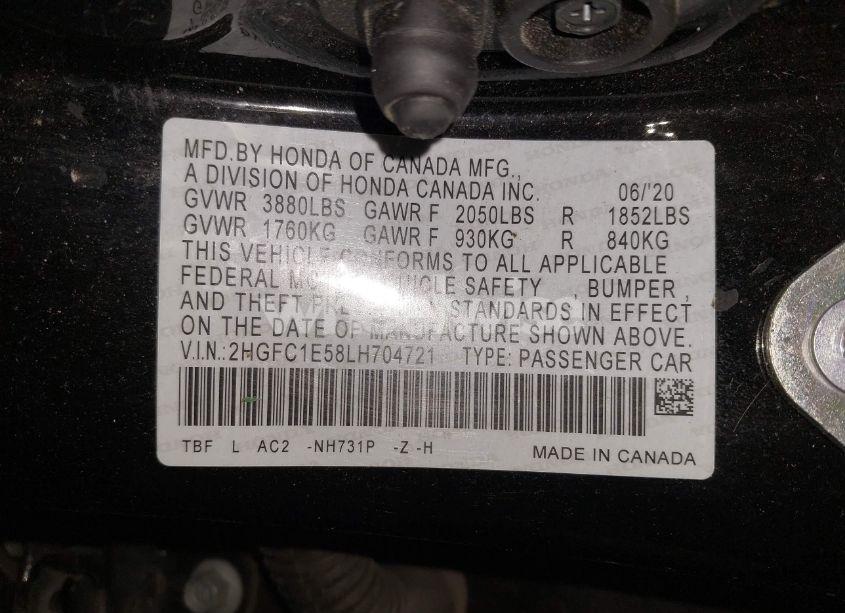 MFD.BY HONDA OF CANADA MFG.,
A DIVISION OF HONDA CANADA INC. 06/'20
GVWR 3880LBS GAWR F 2050LBS R 1852LBS
GVWR 1760KG GAWR F 930KG R 840KG
THIS VEHICLE CONFORMS TO ALL APPLICABLE
FEDERAL SAFETY , BUMPER ,
AND THEFT STANDARDS IN EFFECT
ON THE DATE OF MANUFACTURE SHOWN ABOVE.
V.I.N.:2HGFC1E58LH704721 TYPE: PASSENGER CAR
TBF L AC2 -NH731P -Z -H MADE IN CANADA